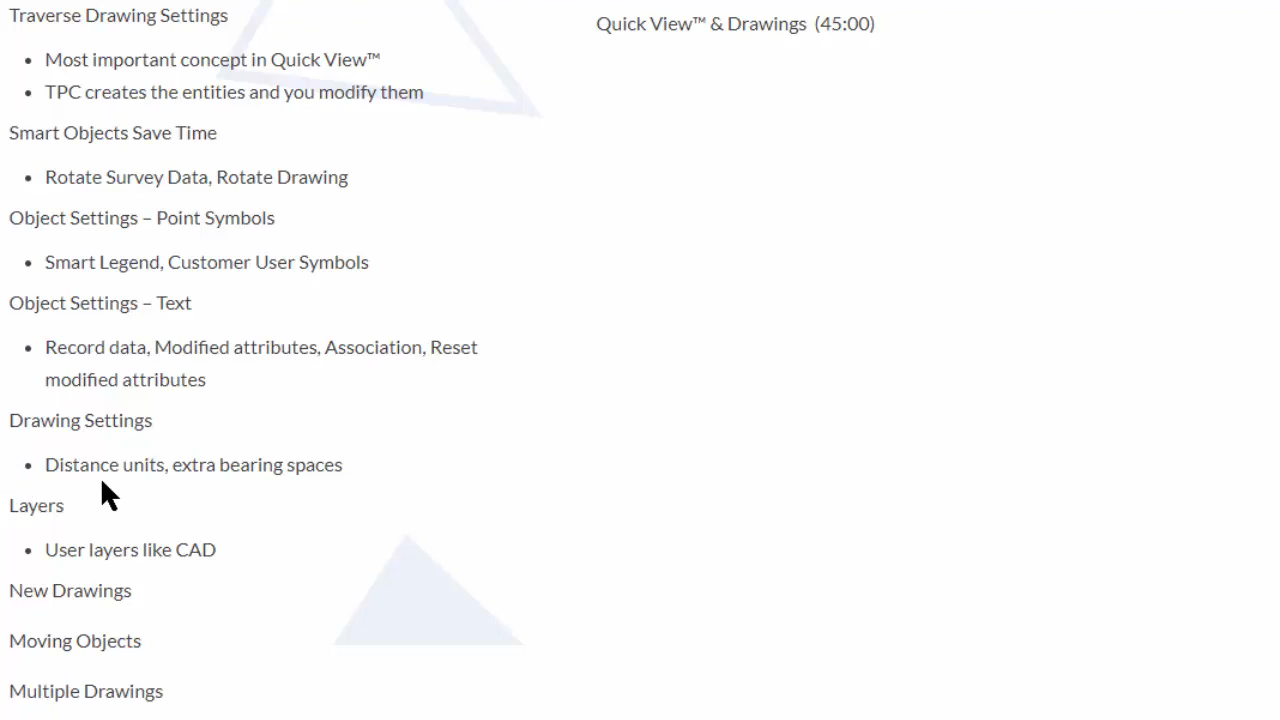 Traverse Drawing Settings
• Most important concept in Quick View™
• TPC creates the entities and you modify them
Smart Objects Save Time
• Rotate Survey Data, Rotate Drawing
Object Settings – Point Symbols
• Smart Legend, Customer User Symbols
Object Settings – Text
• Record data, Modified attributes, Association, Reset
modified attributes
Drawing Settings
• Distance units, extra bearing spaces
Layers
• User layers like CAD
New Drawings
Moving Objects
Multiple Drawings
Quick View™ & Drawings (45:00)